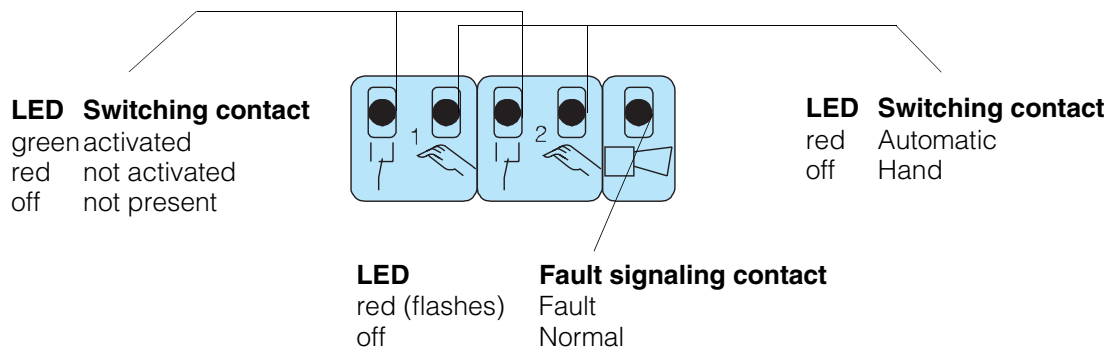 1
2
LED Switching contact
green activated
red not activated
off not present
LED Switching contact
red Automatic
off Hand
LED Fault signaling contact
red (flashes) Fault
off Normal